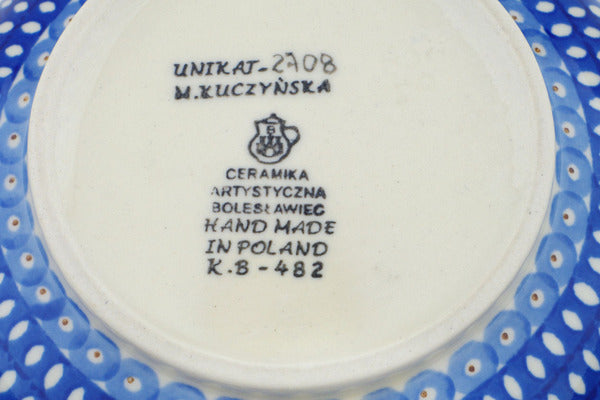 UNIKAT-2708
M.KUCZYŃSKA
CERAMIKA
ARTYSTYCZNA
BOLESŁAWIEC
HAND MADE
IN POLAND
K.B-482